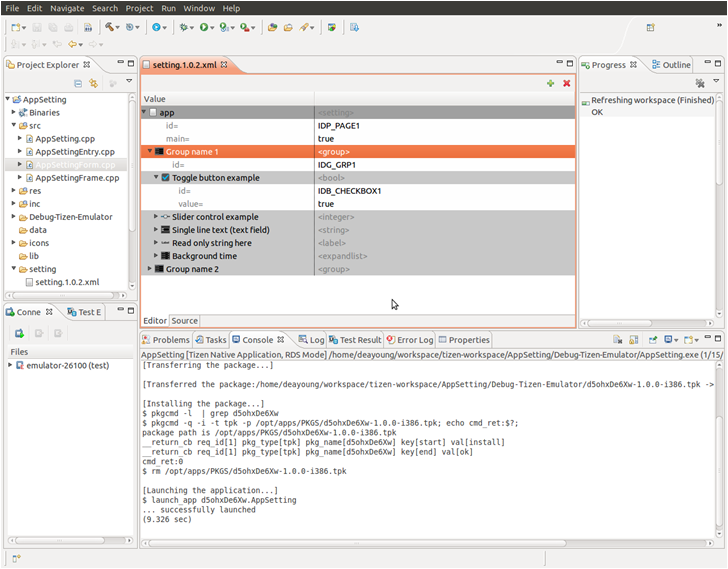 File Edit Navigate Search Project Run Window Help
Project Explorer
AppSetting
Binaries
src
AppSetting.cpp
AppSettingEntry.cpp
AppSettingForm.cpp
AppSettingFrame.cpp
res
inc
Debug-Tizen-Emulator
data
icons
lib
setting
setting.1.0.2.xml
Conne Test E
Files
emulator-26100 (test)
setting.1.0.2.xml
Value
app <setting>
id= IDP_PAGE1
main= true
Group name 1 <group>
id= IDG_GRP1
Toggle button example <bool>
id= IDB_CHECKBOX1
value= true
Slider control example <integer>
Single line text (text field) <string>
Read only string here <label>
Background time <expandlist>
Group name 2 <group>
Editor Source
Progress Outline
Refreshing workspace (Finished)
OK
Problems Tasks Console Log Test Result Error Log Properties
AppSetting [Tizen Native Application, RDS Mode] /home/deayoung/workspace/tizen-workspace/AppSetting/Debug-Tizen-Emulator/AppSetting.exe (1/15/
[Transferring the package...]
[Transferred the package:/home/deayoung/workspace/tizen-workspace/AppSetting/Debug-Tizen-Emulator/d5ohxDe6Xw-1.0.0-i386.tpk ->
[Installing the package...]
$ pkgcmd -l | grep d5ohxDe6Xw
$ pkgcmd -q -i -t tpk -p /opt/apps/PKGS/d5ohxDe6Xw-1.0.0-i386.tpk; echo cmd_ret:$?;
package path is /opt/apps/PKGS/d5ohxDe6Xw-1.0.0-i386.tpk
__return_cb req_id[1] pkg_type[tpk] pkg_name[d5ohxDe6Xw] key[start] val[install]
__return_cb req_id[1] pkg_type[tpk] pkg_name[d5ohxDe6Xw] key[end] val[ok]
cmd_ret:0
$ rm /opt/apps/PKGS/d5ohxDe6Xw-1.0.0-i386.tpk
[Launching the application...]
$ launch_app d5ohxDe6Xw.AppSetting
... successfully launched
(9.326 sec)